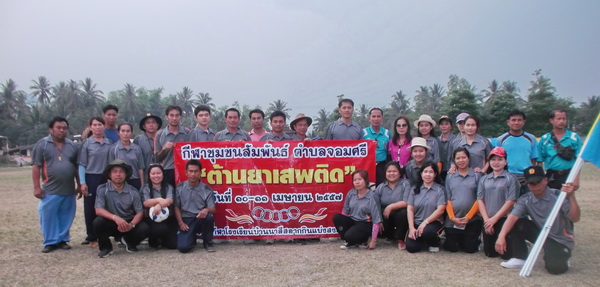 กีฬาชุมชนสัมพันธ์ ตำบลจอมศรี
"ต้านยาเสพติด"
วันที่ ๑๐-๑๑ เมษายน ๒๕๕๗